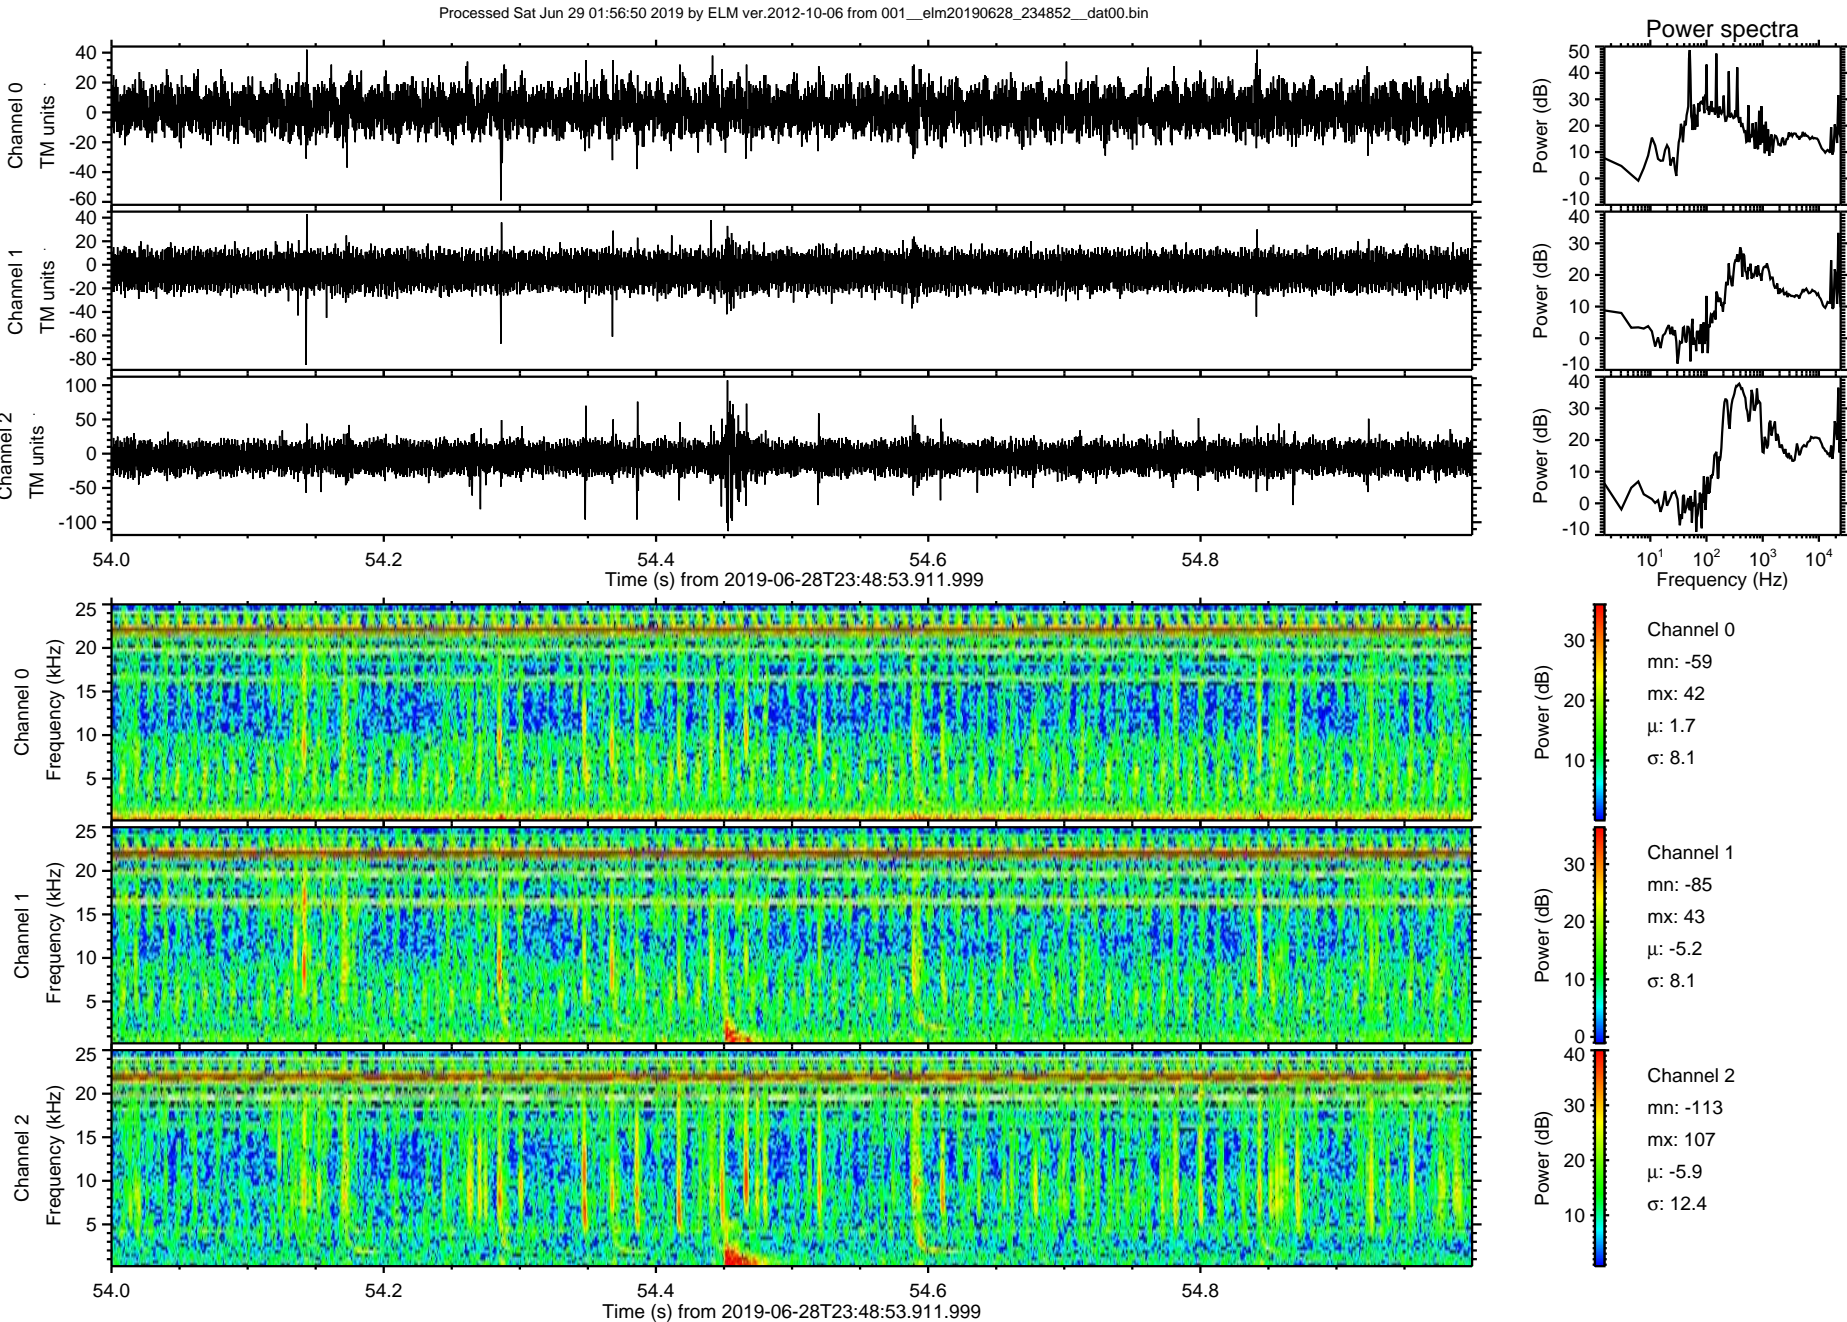 Processed Sat Jun 29 01:56:50 2019 by ELM ver.2012-10-06 from 001__elm20190628_234852__dat00.bin
Power spectra
Channel 0
TM units
40
20
0
-20
-40
-60
Power (dB)
50
40
30
20
10
0
-10
Channel 1
TM units
40
20
0
-20
-40
-60
-80
Power (dB)
40
30
20
10
0
-10
Channel 2
TM units
100
50
0
-50
-100
Power (dB)
40
30
20
10
0
-10
54.0 54.2 54.4 54.6 54.8
Time (s) from 2019-06-28T23:48:53.911.999
10^1 10^2 10^3 10^4
Frequency (Hz)
Channel 0
Frequency (kHz)
25
20
15
10
5
Power (dB)
30
20
10
Channel 0
mn: -59
mx: 42
μ: 1.7
σ: 8.1
Channel 1
Frequency (kHz)
25
20
15
10
5
Power (dB)
30
20
10
0
Channel 1
mn: -85
mx: 43
μ: -5.2
σ: 8.1
Channel 2
Frequency (kHz)
25
20
15
10
5
Power (dB)
40
30
20
10
Channel 2
mn: -113
mx: 107
μ: -5.9
σ: 12.4
54.0 54.2 54.4 54.6 54.8
Time (s) from 2019-06-28T23:48:53.911.999